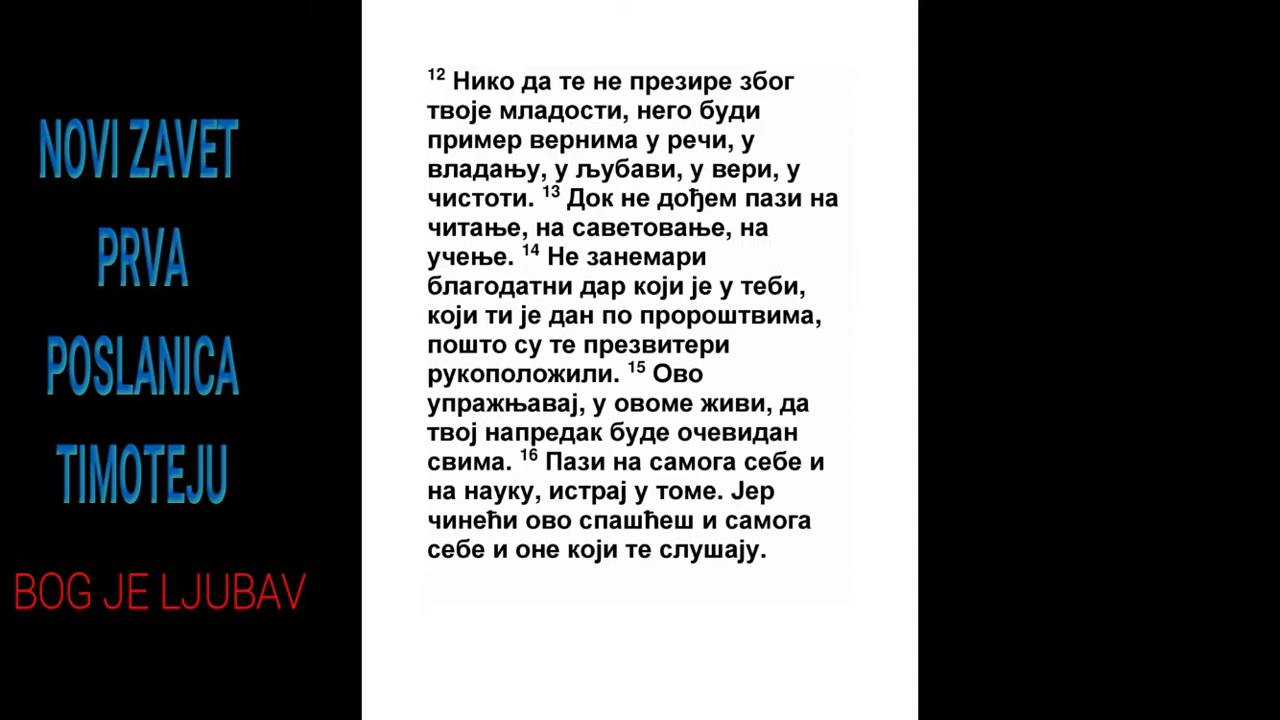 NOVI ZAVET
PRVA
POSLANICA
TIMOTEJU
BOG JE LJUBAV
12 Нико да те не презире због
твоје младости, него буди
пример вернима у речи, у
владању, у љубави, у вери, у
чистоти. 13 Док не дођем пази на
читање, на саветовање, на
учење. 14 Не занемари
благодатни дар који је у теби,
који ти је дан по пророштвима,
пошто су те презвитери
рукоположили. 15 Ово
упражњавај, у овоме живи, да
твој напредак буде очевидан
свима. 16 Пази на самога себе и
на науку, истрај у томе. Јер
чинећи ово спашћеш и самога
себе и оне који те слушају.